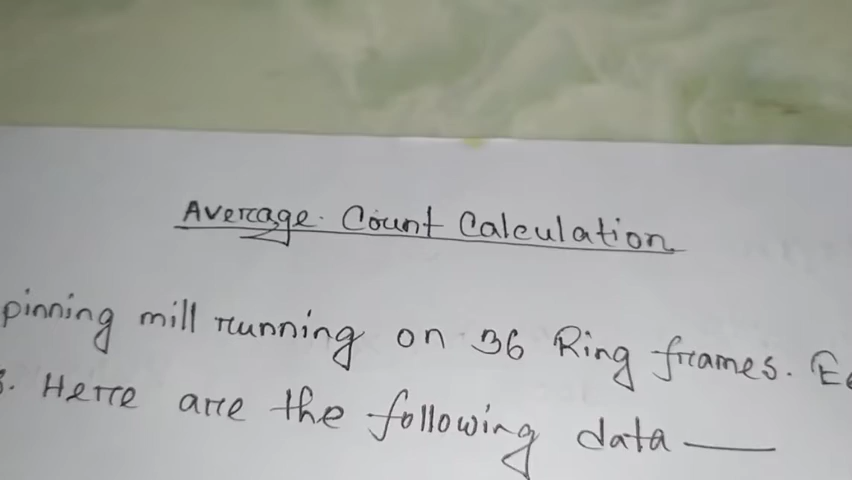 Average Count Calculation
pinning mill running on 36 Ring frames.
Here are the following data —